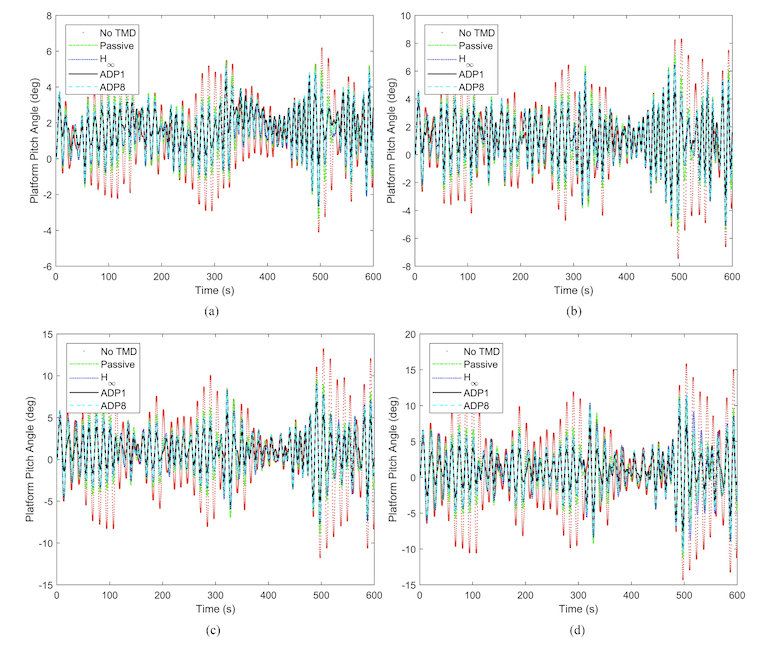 8
6
4
2
0
-2
-4
-6
No TMD
Passive
H∞
ADP1
ADP8
Platform Pitch Angle (deg)
0 100 200 300 400 500 600
Time (s)
(a)
10
8
6
4
2
0
-2
-4
-6
-8
No TMD
Passive
H∞
ADP1
ADP8
Platform Pitch Angle (deg)
0 100 200 300 400 500 600
Time (s)
(b)
15
10
5
0
-5
-10
-15
No TMD
Passive
H∞
ADP1
ADP8
Platform Pitch Angle (deg)
0 100 200 300 400 500 600
Time (s)
(c)
20
15
10
5
0
-5
-10
-15
No TMD
Passive
H∞
ADP1
ADP8
Platform Pitch Angle (deg)
0 100 200 300 400 500 600
Time (s)
(d)